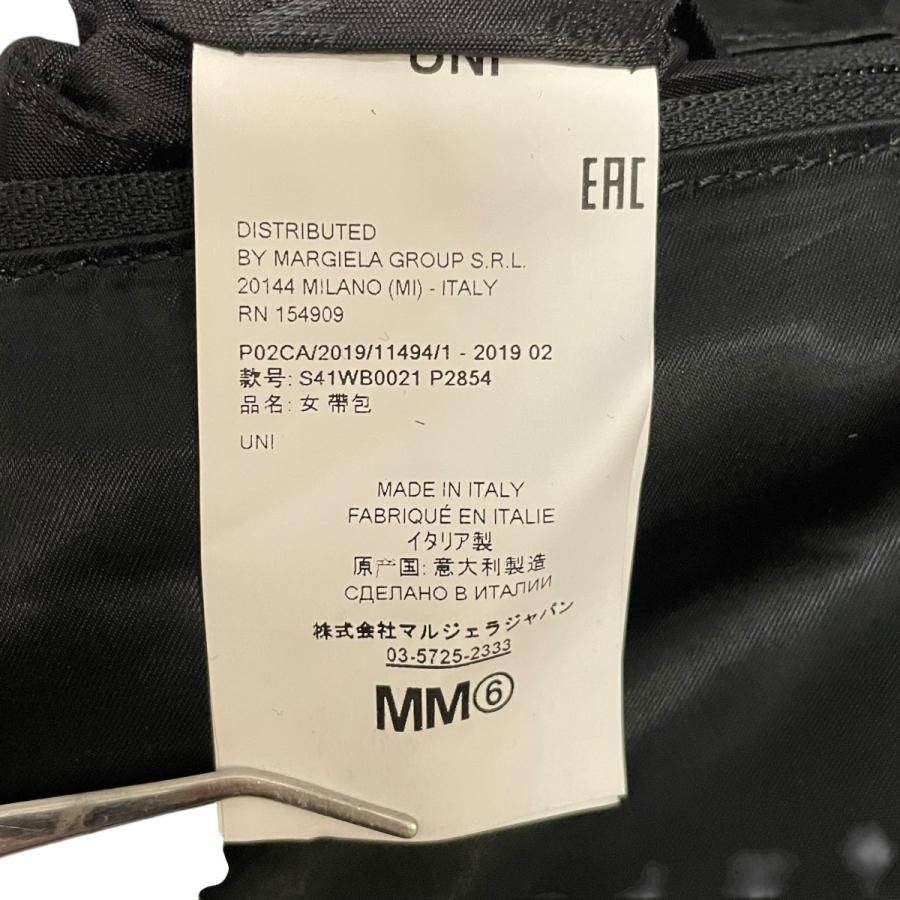 UNI
EAC
DISTRIBUTED
BY MARGIELA GROUP S.R.L.
20144 MILANO (MI) - ITALY
RN 154909
P02CA/2019/11494/1 - 2019 02
款号: S41WB0021 P2854
品名: 女 帶包
UNI
MADE IN ITALY
FABRIQUÉ EN ITALIE
イタリア製
原产国: 意大利製造
СДЕЛАНО В ИТАЛИИ
株式会社マルジェラジャパン
03-5725-2333
MM⑥